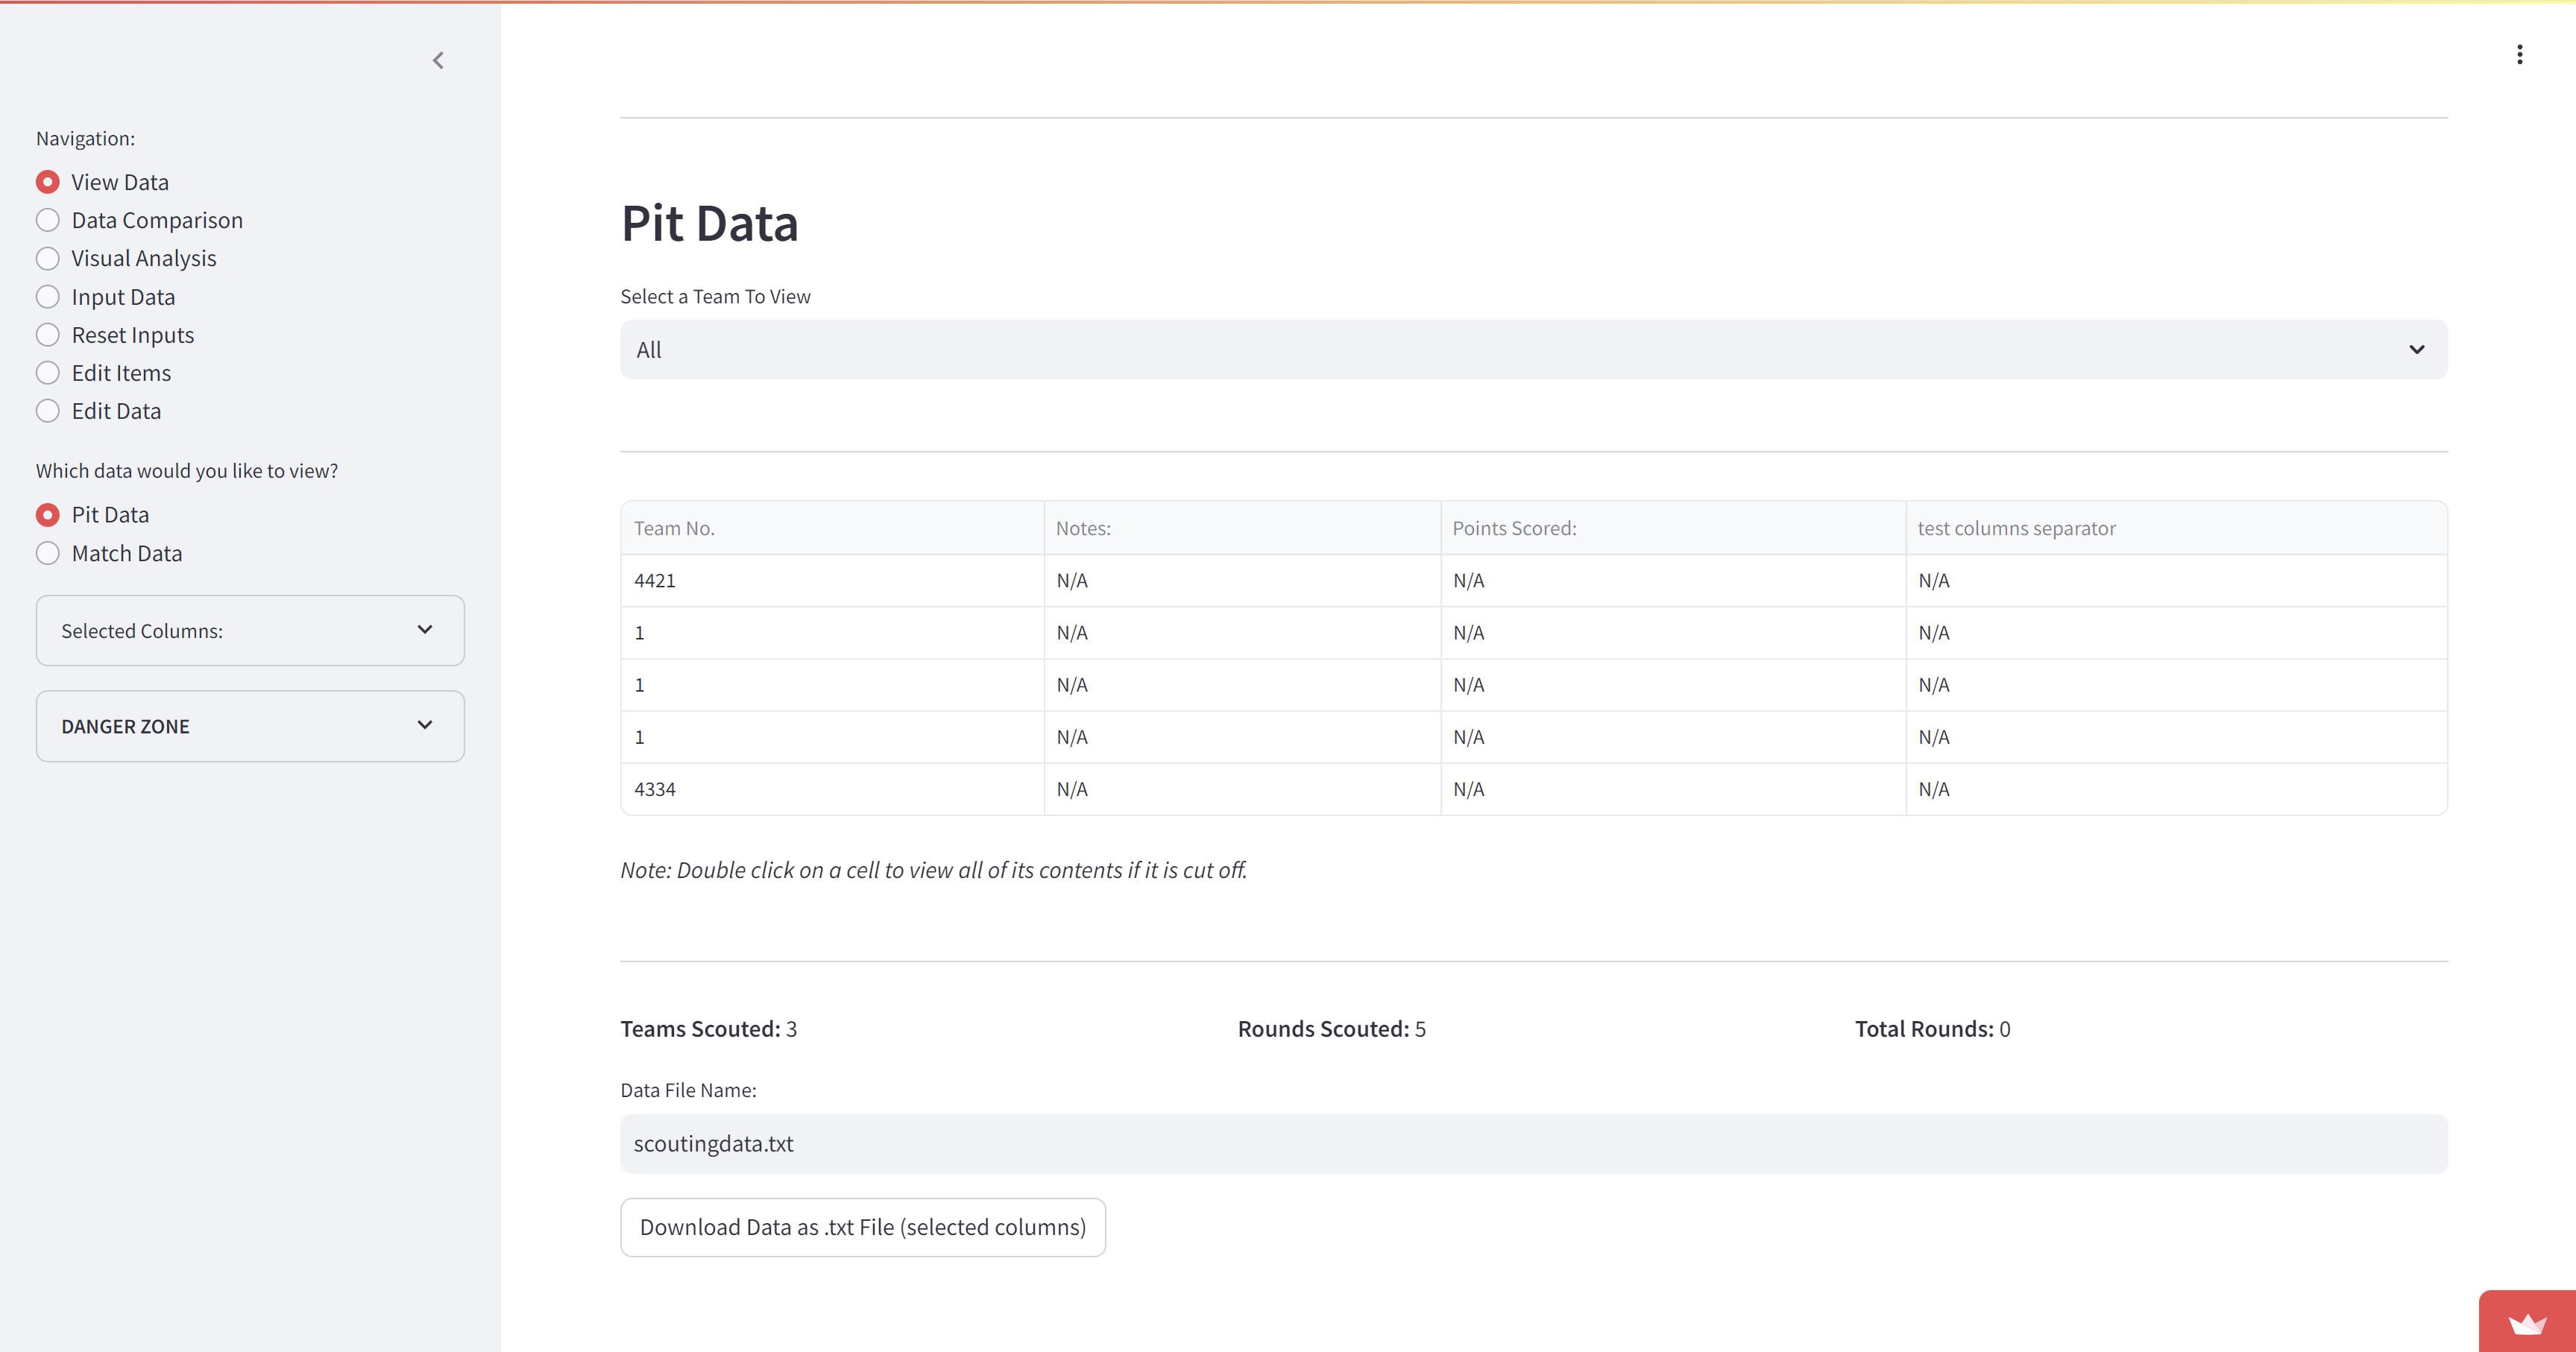 Navigation:
View Data
Data Comparison
Visual Analysis
Input Data
Reset Inputs
Edit Items
Edit Data
Which data would you like to view?
Pit Data
Match Data
Selected Columns:
DANGER ZONE
Pit Data
Select a Team To View
All
Team No. Notes: Points Scored: test columns separator
4421 N/A N/A N/A
1 N/A N/A N/A
1 N/A N/A N/A
1 N/A N/A N/A
4334 N/A N/A N/A
Note: Double click on a cell to view all of its contents if it is cut off.
Teams Scouted: 3 Rounds Scouted: 5 Total Rounds: 0
Data File Name:
scoutingdata.txt
Download Data as .txt File (selected columns)